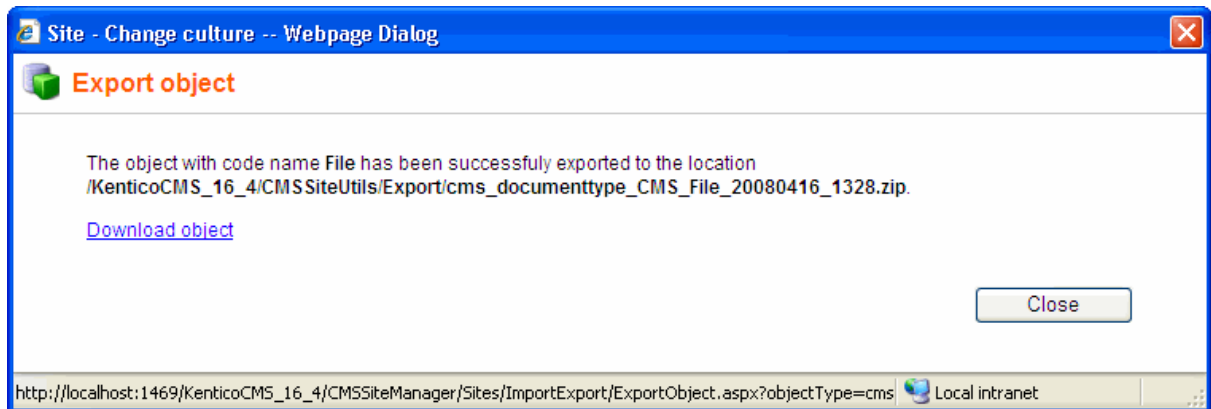 Site - Change culture -- Webpage Dialog
Export object
The object with code name File has been successfuly exported to the location
/KenticoCMS_16_4/CMSSiteUtils/Export/cms_documenttype_CMS_File_20080416_1328.zip.
Download object
Close
http://localhost:1469/KenticoCMS_16_4/CMSSiteManager/Sites/ImportExport/ExportObject.aspx?objectType=cms Local intranet